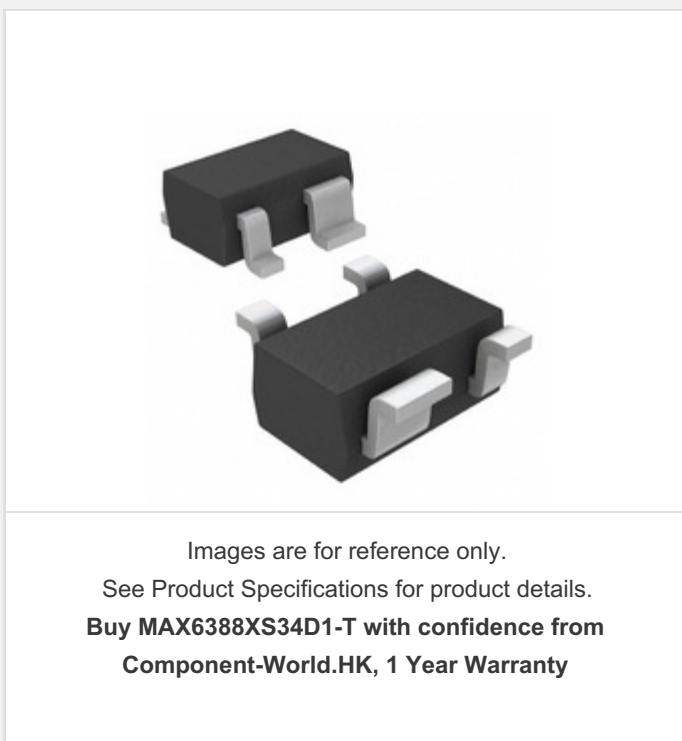 Images are for reference only.
See Product Specifications for product details.
Buy MAX6388XS34D1-T with confidence from
Component-World.HK, 1 Year Warranty